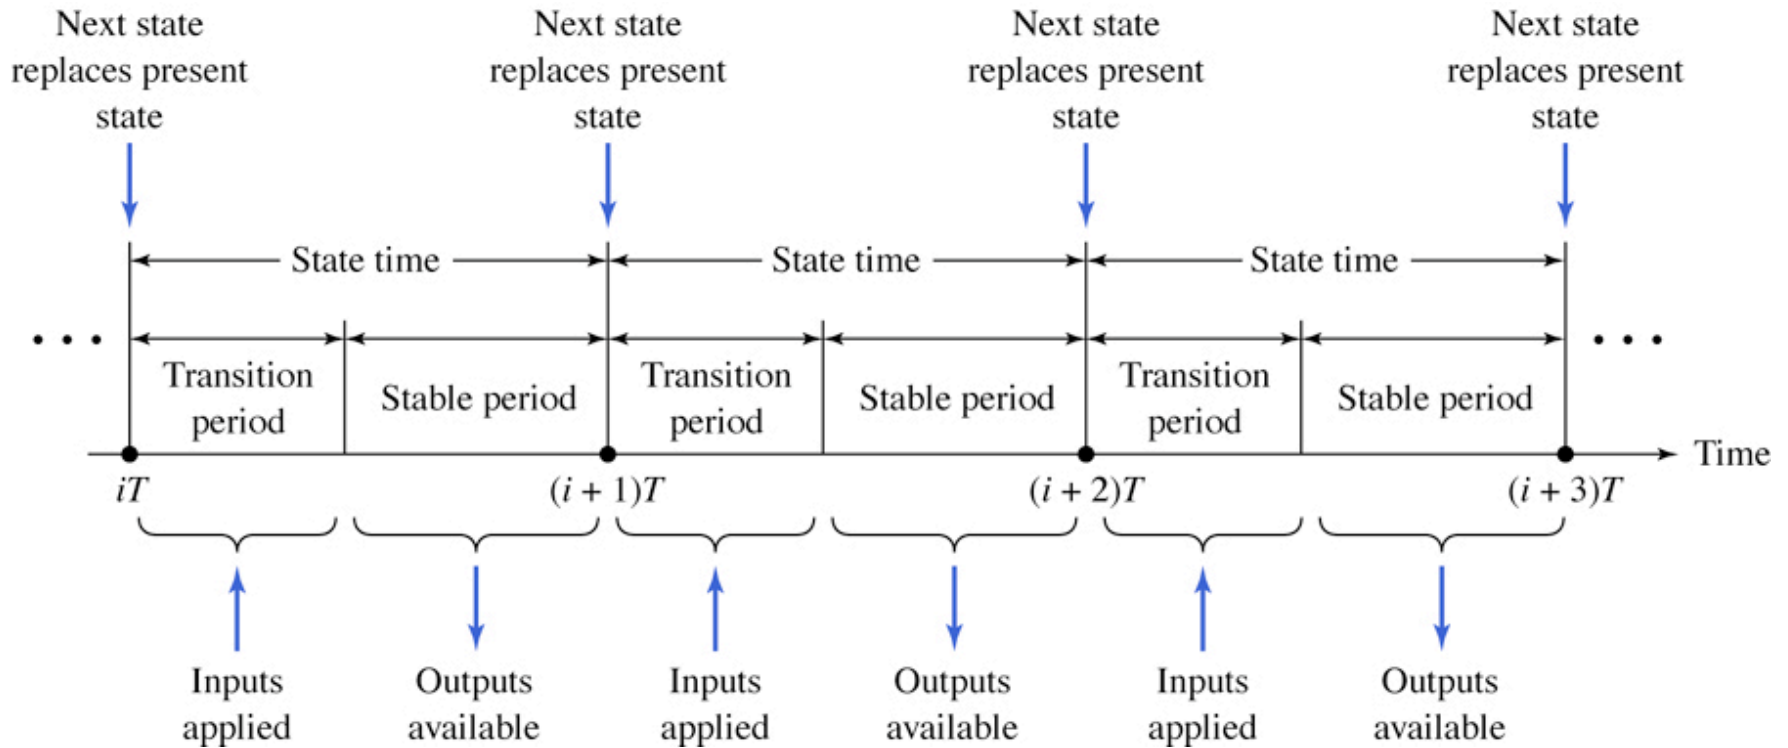 Next state
replaces present
state
Next state
replaces present
state
Next state
replaces present
state
Next state
replaces present
state
State time
State time
State time
• • •
Transition
period
Stable period
Transition
period
Stable period
Transition
period
Stable period
• • •
Time
iT
(i + 1)T
(i + 2)T
(i + 3)T
Inputs
applied
Outputs
available
Inputs
applied
Outputs
available
Inputs
applied
Outputs
available